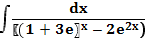 ∫ dx / (〖(1 + 3e)〗^x − 2e^(2x))